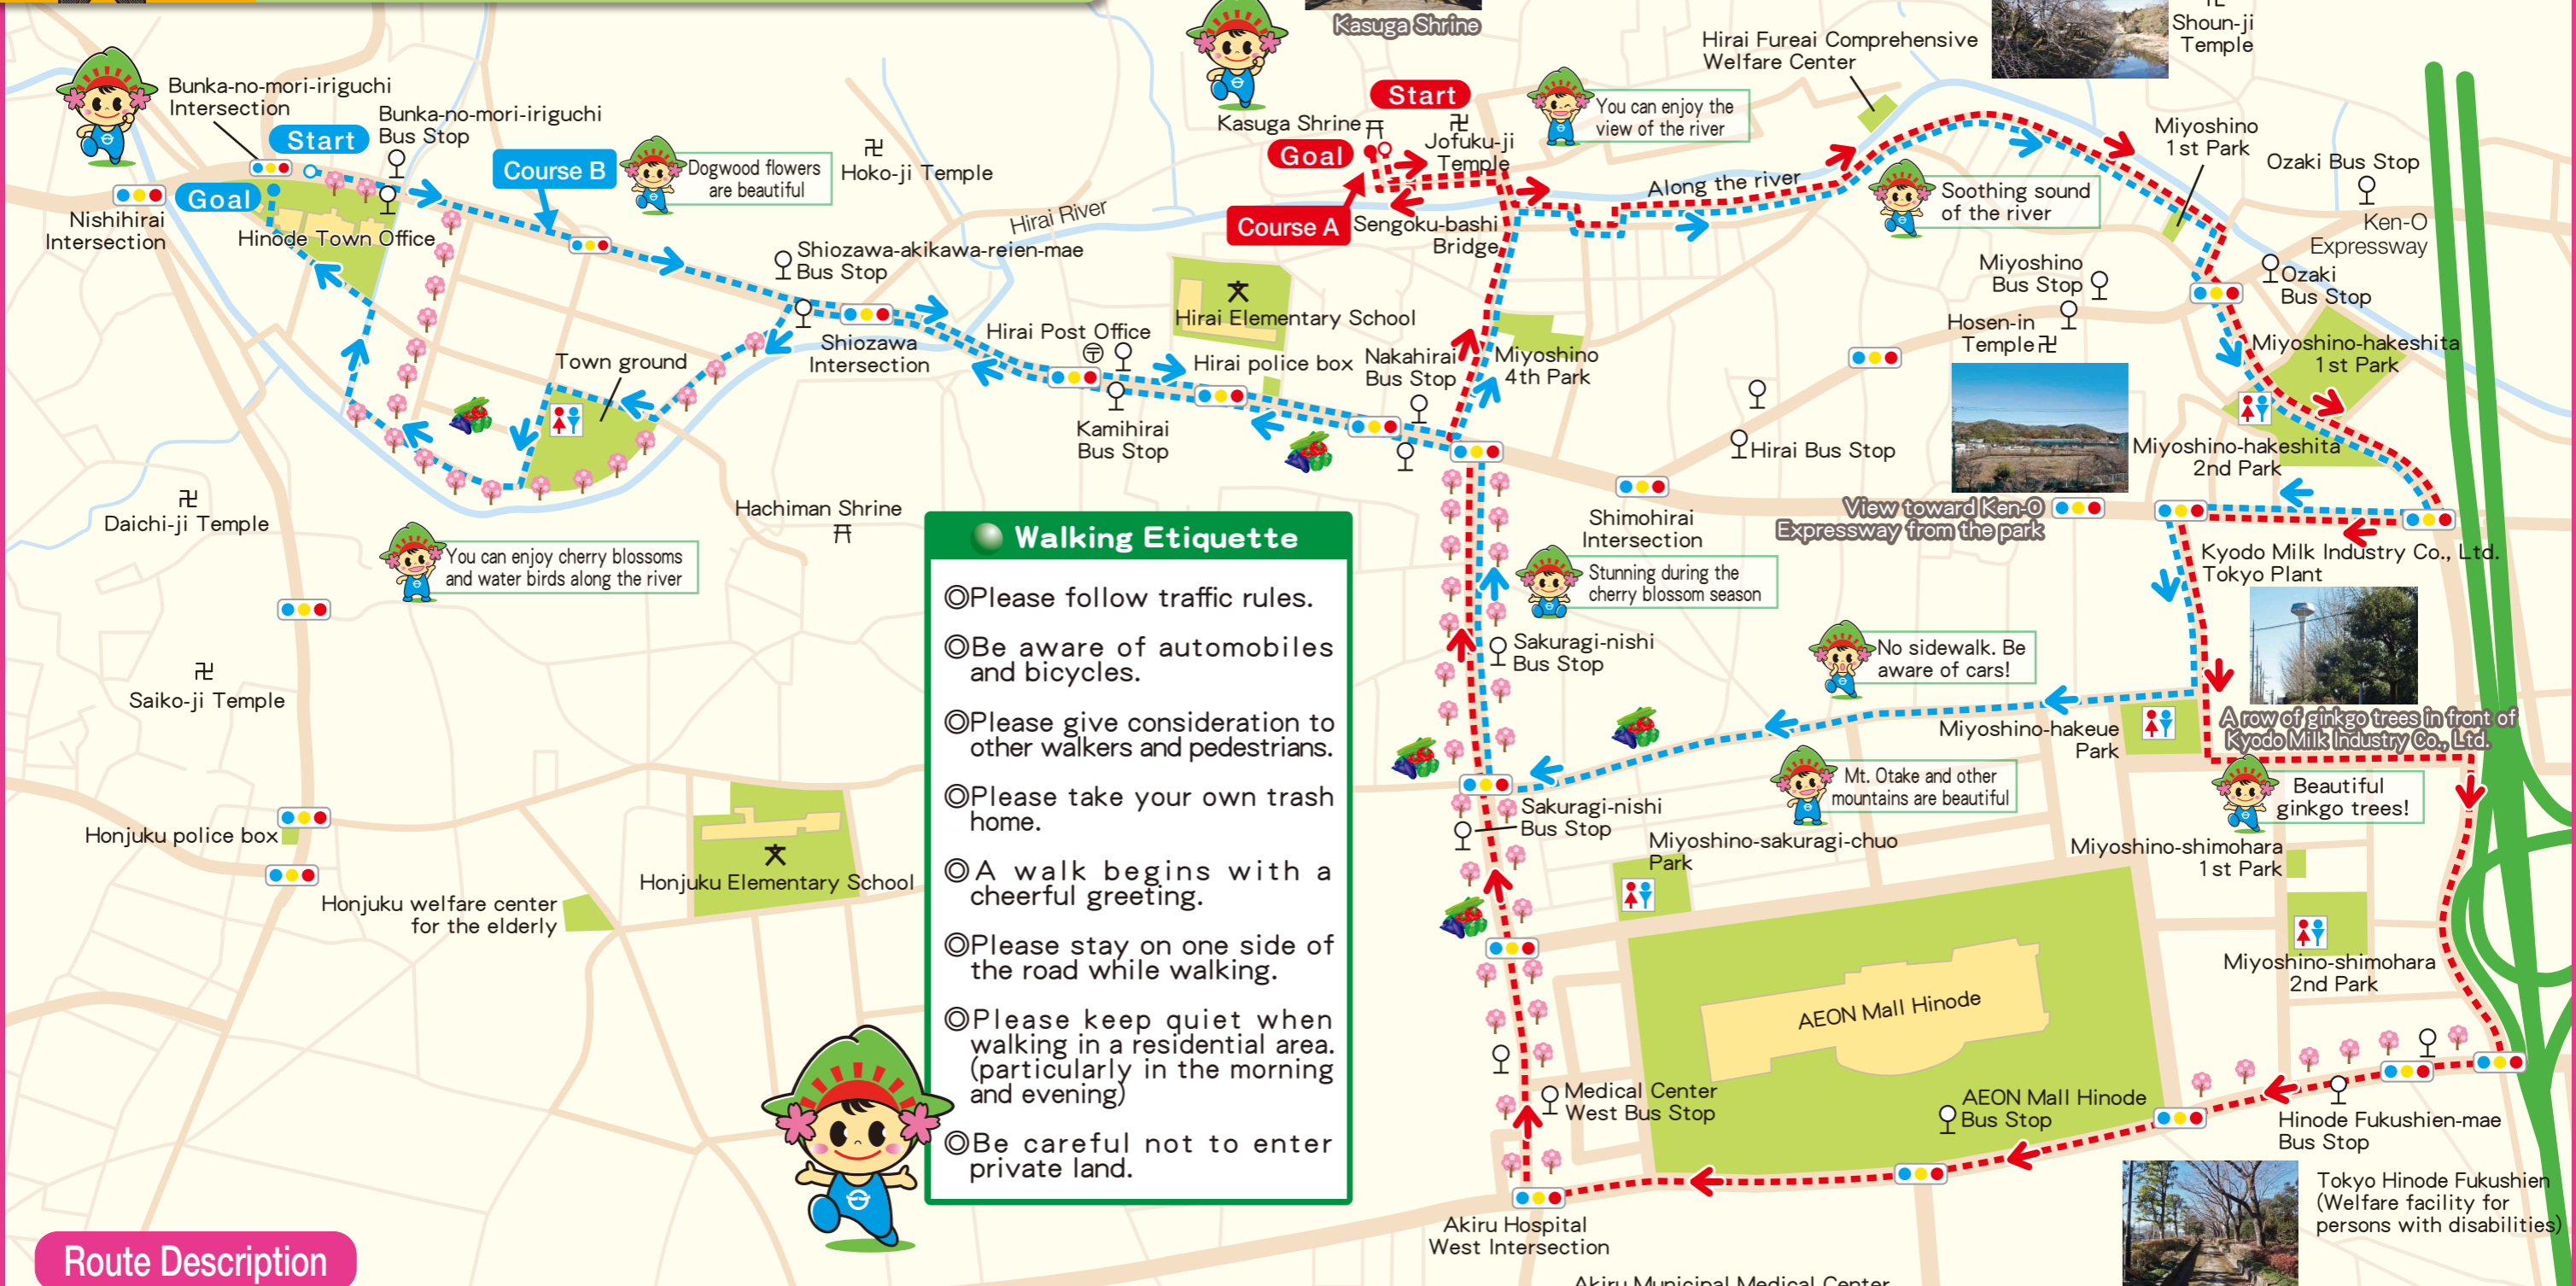 Kasuga Shrine
Shoun-ji
Temple
Hirai Fureai Comprehensive
Welfare Center
Bunka-no-mori-iriguchi
Intersection
Start
Bunka-no-mori-iriguchi
Bus Stop
Course B
Dogwood flowers
are beautiful
卍
Hoko-ji Temple
Goal
Nishihirai
Intersection
Hinode Town Office
Start
Kasuga Shrine
Goal
卍
Jofuku-ji
Temple
You can enjoy the
view of the river
Course A
Sengoku-bashi
Bridge
Along the river
Soothing sound
of the river
Miyoshino
1st Park
Ozaki Bus Stop
Ken-O
Expressway
Ozaki
Bus Stop
Miyoshino
Bus Stop
Hosen-in
Temple卍
Hirai River
Shiozawa-akikawa-reien-mae
Bus Stop
Shiozawa
Intersection
Town ground
Hirai Post Office
〒
Kamihirai
Bus Stop
文
Hirai Elementary School
Hirai police box
Nakahirai
Bus Stop
Miyoshino
4th Park
Miyoshino-hakeshita
1st Park
Miyoshino-hakeshita
2nd Park
Hirai Bus Stop
Shimohirai
Intersection
View toward Ken-O
Expressway from the park
Kyodo Milk Industry Co., Ltd.
Tokyo Plant
A row of ginkgo trees in front of
Kyodo Milk Industry Co., Ltd.
卍
Daichi-ji Temple
You can enjoy cherry blossoms
and water birds along the river
Hachiman Shrine
卍
Saiko-ji Temple
Honjuku police box
Honjuku welfare center
for the elderly
文
Honjuku Elementary School
Walking Etiquette
◎Please follow traffic rules.
◎Be aware of automobiles
and bicycles.
◎Please give consideration to
other walkers and pedestrians.
◎Please take your own trash
home.
◎A walk begins with a
cheerful greeting.
◎Please stay on one side of
the road while walking.
◎Please keep quiet when
walking in a residential area.
(particularly in the morning
and evening)
◎Be careful not to enter
private land.
Stunning during the
cherry blossom season
Sakuragi-nishi
Bus Stop
No sidewalk. Be
aware of cars!
Miyoshino-hakeue
Park
Mt. Otake and other
mountains are beautiful
Sakuragi-nishi
Bus Stop
Miyoshino-sakuragi-chuo
Park
Beautiful
ginkgo trees!
Miyoshino-shimohara
1st Park
Miyoshino-shimohara
2nd Park
AEON Mall Hinode
Medical Center
West Bus Stop
AEON Mall Hinode
Bus Stop
Hinode Fukushien-mae
Bus Stop
Tokyo Hinode Fukushien
(Welfare facility for
persons with disabilities)
Akiru Hospital
West Intersection
Akiru Municipal Medical Center
Route Description